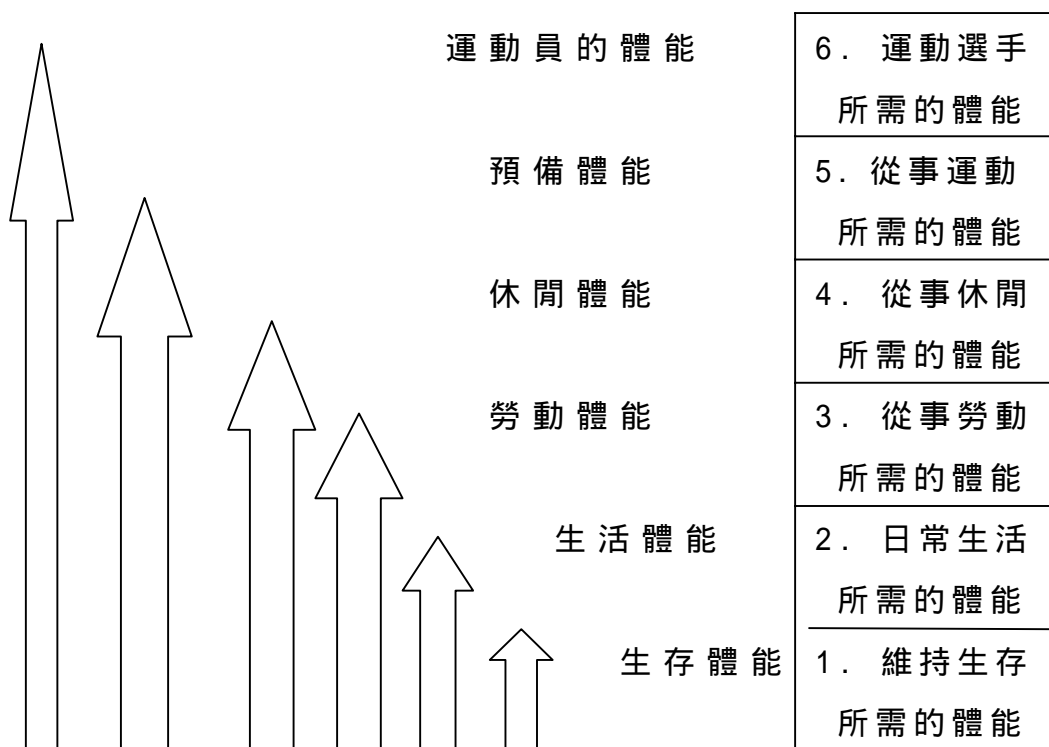 運動員的體能
6. 運動選手
所需的體能
預備體能
5. 從事運動
所需的體能
休閒體能
4. 從事休閒
所需的體能
勞動體能
3. 從事勞動
所需的體能
生活體能
2. 日常生活
所需的體能
生存體能
1. 維持生存
所需的體能